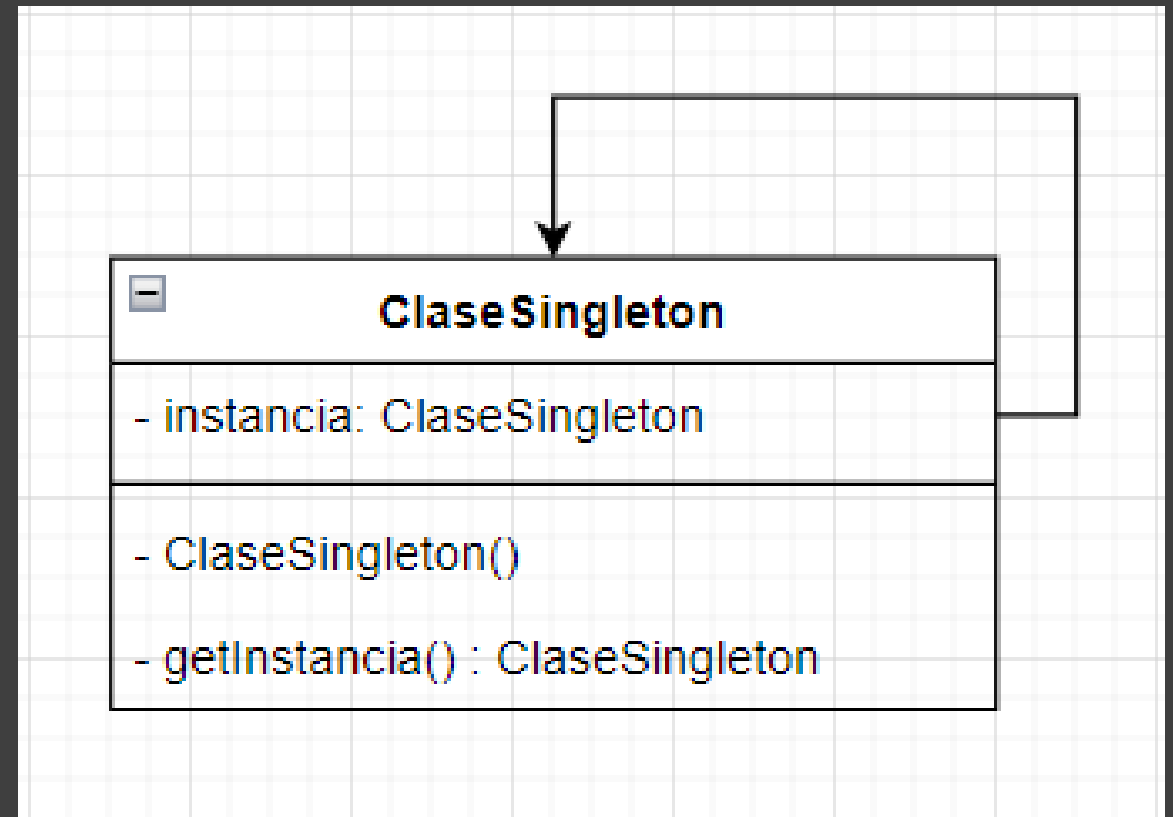 ClaseSingleton
- instancia: ClaseSingleton
- ClaseSingleton()
- getInstancia() : ClaseSingleton